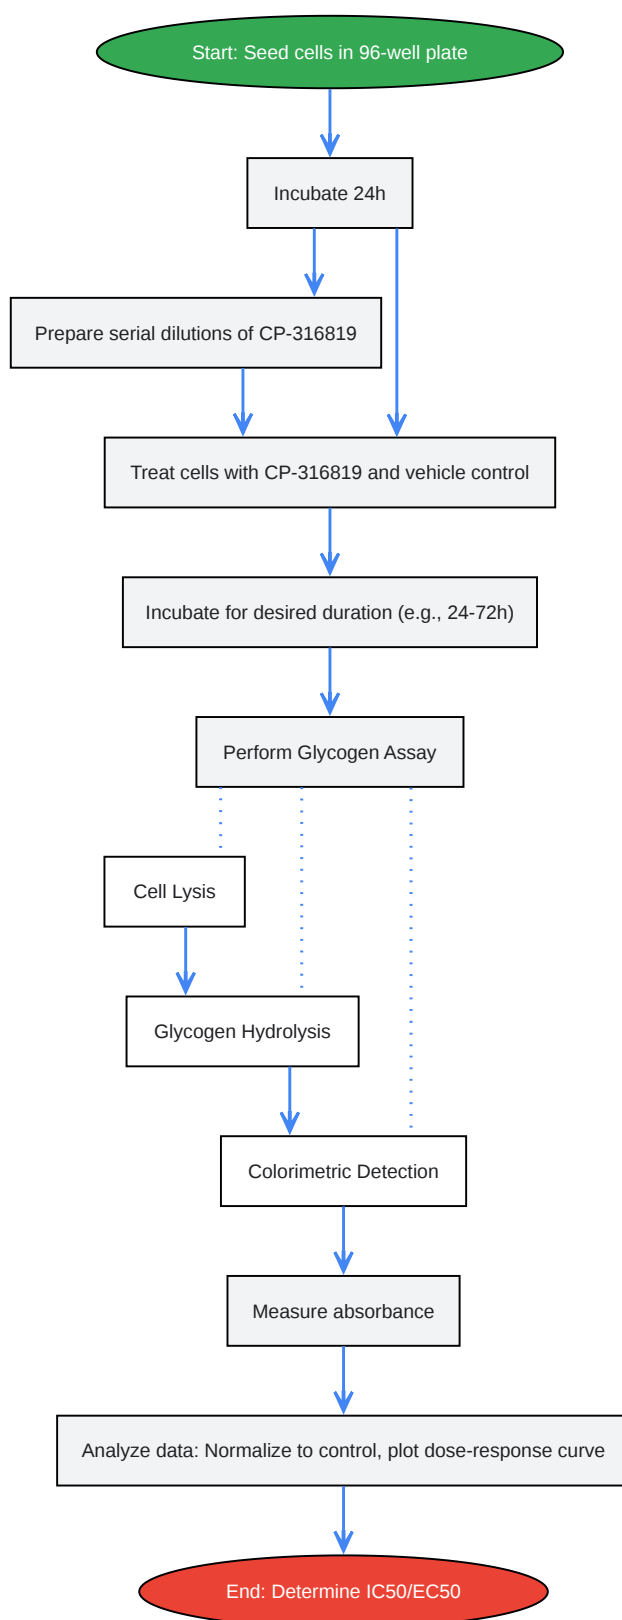 Start: Seed cells in 96-well plate
Incubate 24h
Prepare serial dilutions of CP-316819
Treat cells with CP-316819 and vehicle control
Incubate for desired duration (e.g., 24-72h)
Perform Glycogen Assay
Cell Lysis
Glycogen Hydrolysis
Colorimetric Detection
Measure absorbance
Analyze data: Normalize to control, plot dose-response curve
End: Determine IC50/EC50